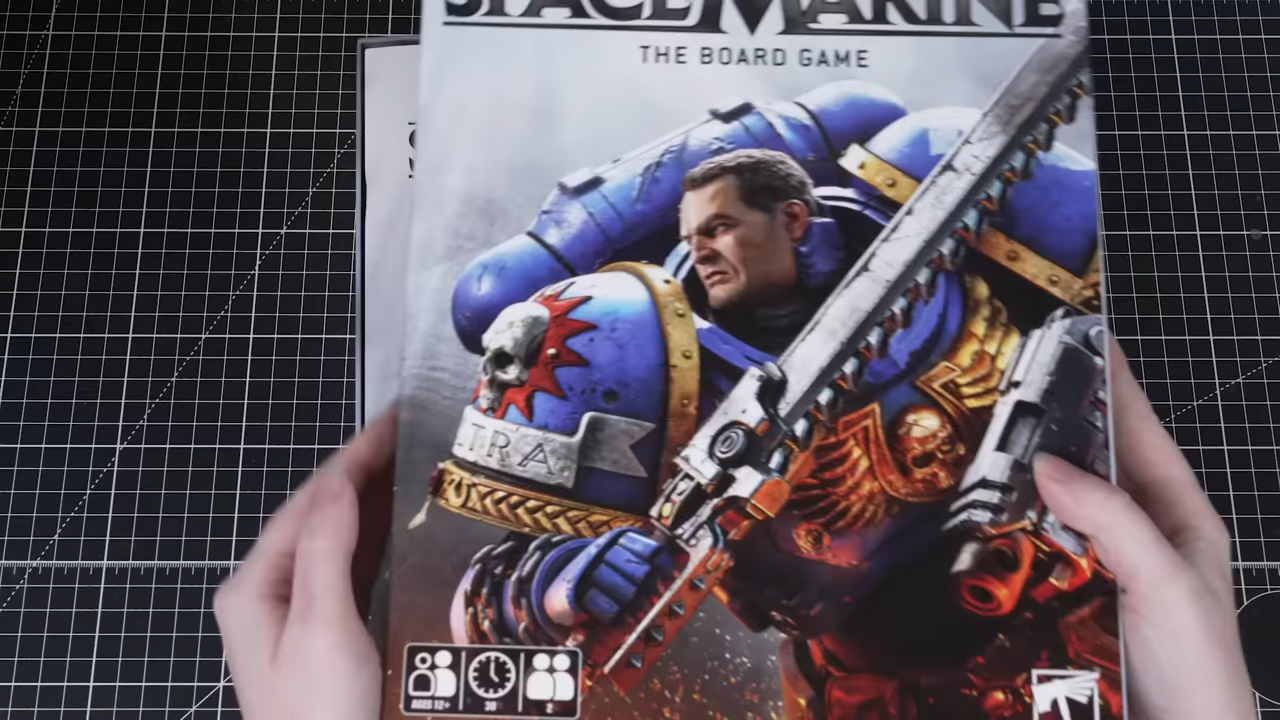 SPACE MARINE
THE BOARD GAME
TRA
AGES 12+
30
2